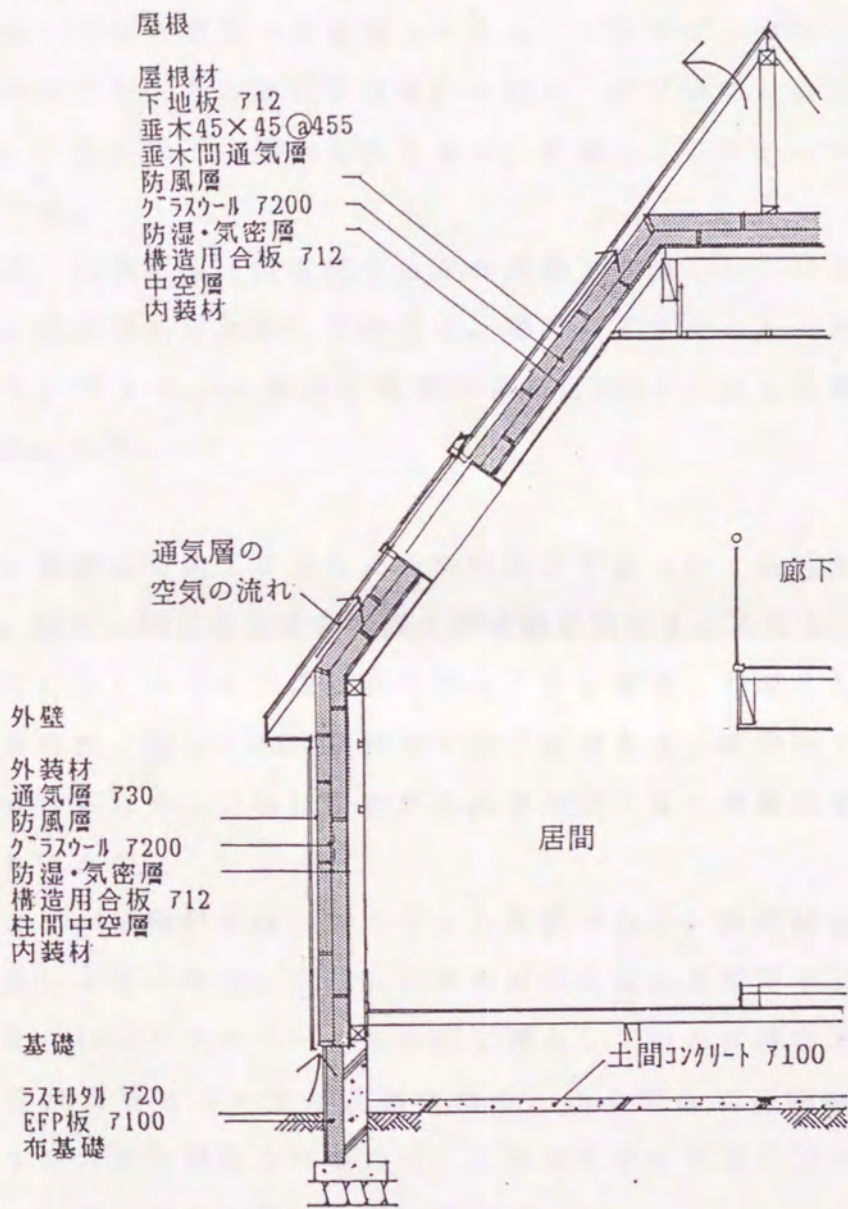 屋根
屋根材
下地板 ア12
垂木45×45ⓐ455
垂木間通気層
防風層
グラスウール ア200
防湿・気密層
構造用合板 ア12
中空層
内装材
通気層の
空気の流れ
廊下
外壁
外装材
通気層 ア30
防風層
グラスウール ア200
防湿・気密層
構造用合板 ア12
柱間中空層
内装材
居間
基礎
ラスモルタル ア20
EFP板 ア100
布基礎
土間コンクリート ア100